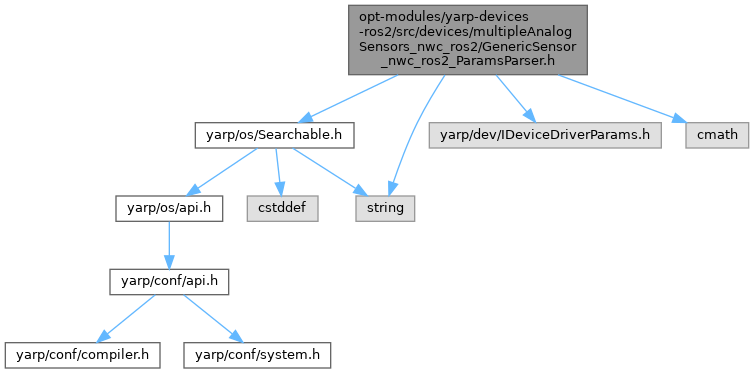 opt-modules/yarp-devices
-ros2/src/devices/multipleAnalog
Sensors_nwc_ros2/GenericSensor
_nwc_ros2_ParamsParser.h
yarp/os/Searchable.h
yarp/dev/IDeviceDriverParams.h
cmath
yarp/os/api.h
cstddef
string
yarp/conf/api.h
yarp/conf/compiler.h
yarp/conf/system.h